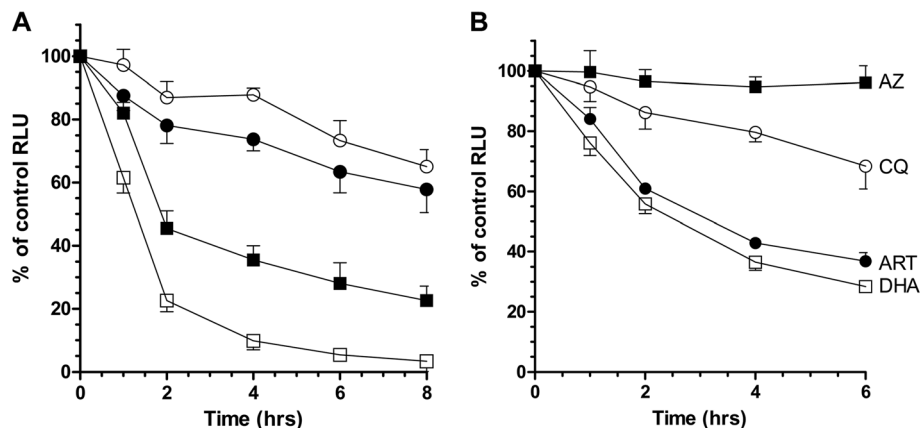 A
% of control RLU
100
80
60
40
20
0
0 2 4 6 8
Time (hrs)
B
% of control RLU
100
80
60
40
20
0
AZ
CQ
ART
DHA
0 2 4 6
Time (hrs)